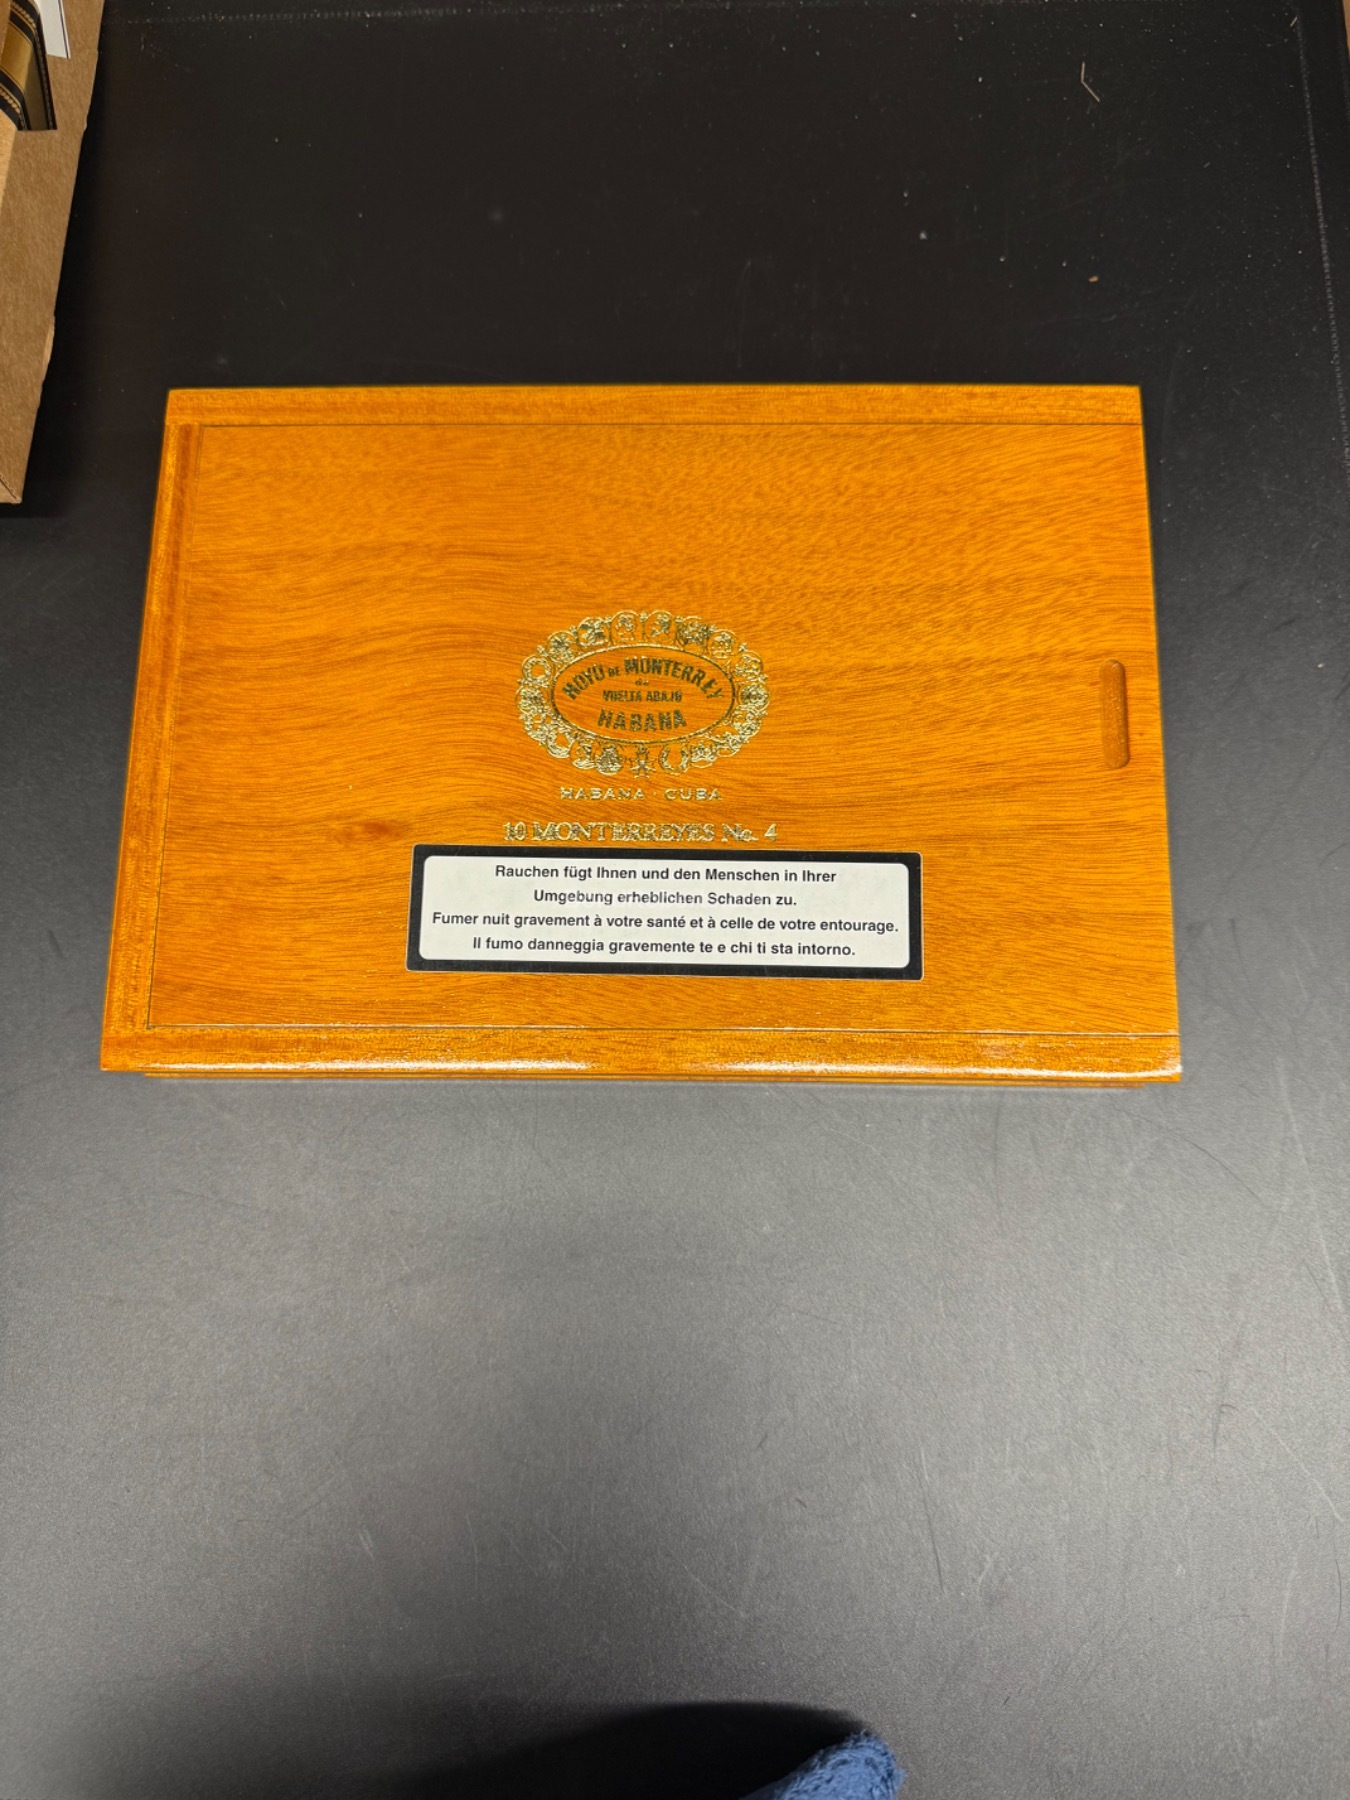 HOYO DE MONTERREY
de
VUELTA ABAJO
HABANA
HABANA · CUBA
10 MONTERREYES No. 4
Rauchen fügt Ihnen und den Menschen in Ihrer
Umgebung erheblichen Schaden zu.
Fumer nuit gravement à votre santé et à celle de votre entourage.
Il fumo danneggia gravemente te e chi ti sta intorno.